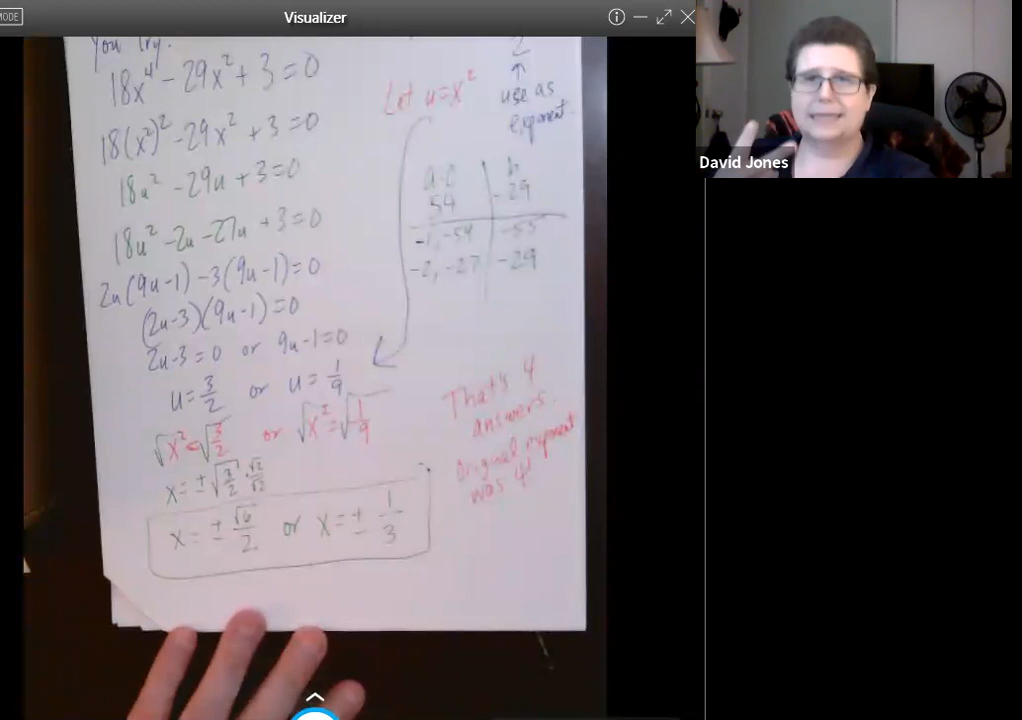 MODE
Visualizer
David Jones
You try:
18x⁴ - 29x² + 3 = 0
18(x²)² - 29x² + 3 = 0
18u² - 29u + 3 = 0
18u² - 2u - 27u + 3 = 0
2u(9u-1) - 3(9u-1) = 0
(2u-3)(9u-1) = 0
2u-3 = 0 or 9u-1 = 0
u = 3/2 or u = 1/9
√x² = √3/2 or √x² = √1/9
x = ± √3/2 · √2/√2
x = ± √6/2 or x = ± 1/3
Let u = x²
2
↑
use as
exponent.
a·c b
54 -29
-1, -54 -55
-2, -27 -29
That's 4
answers.
Original exponent
was 4!